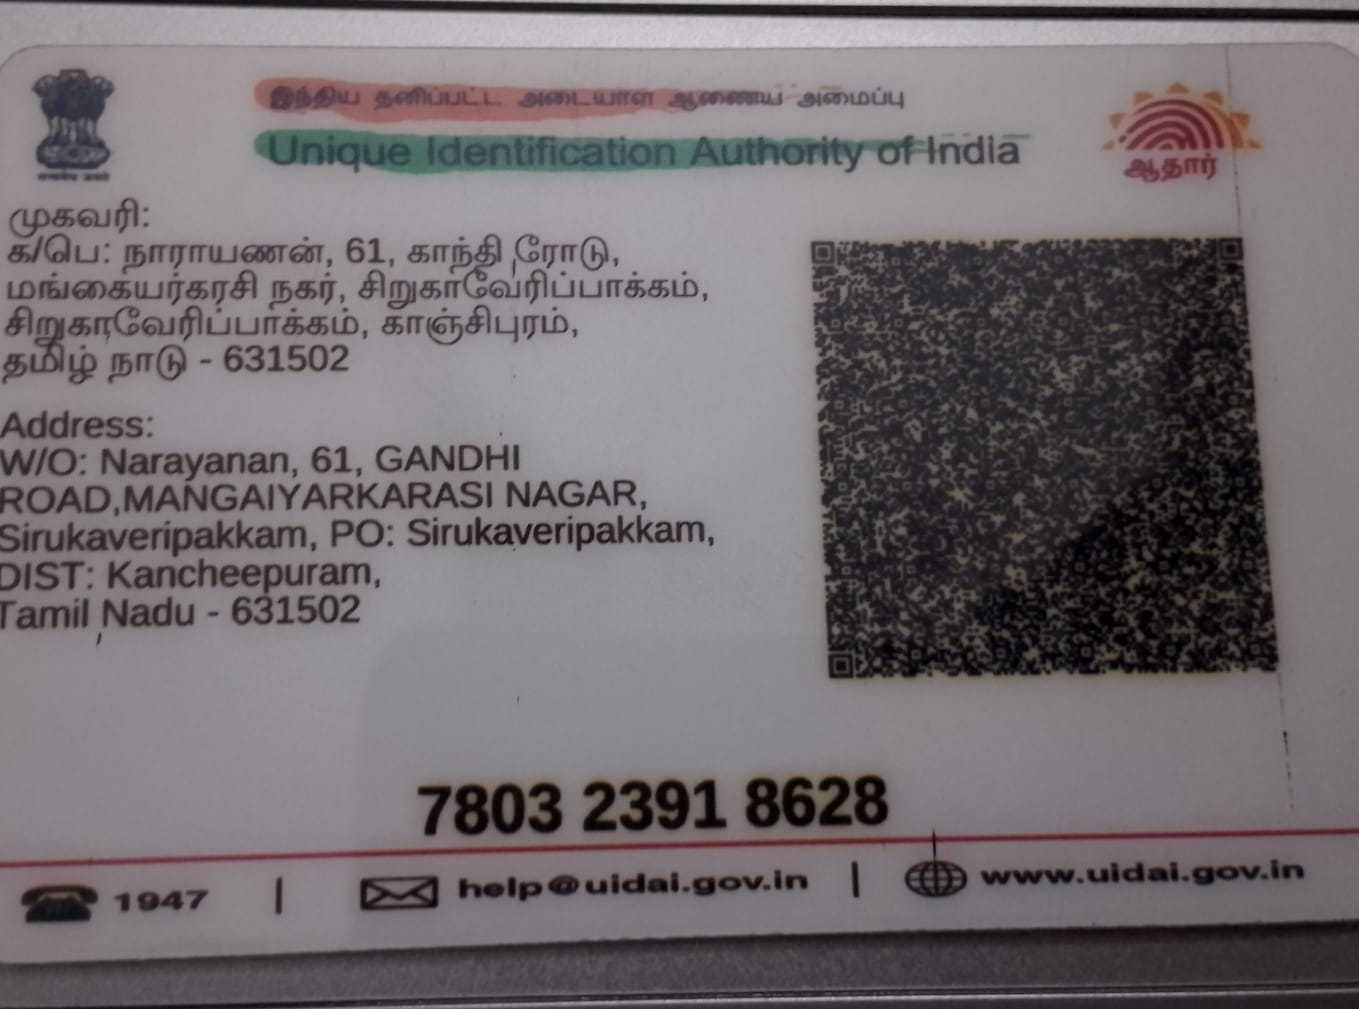 இந்திய தனிப்பட்ட அடையாள ஆணைய அமைப்பு
Unique Identification Authority of India
ஆதார்
முகவரி:
க/பெ: நாராயணன், 61, காந்தி ரோடு,
மங்கையர்கரசி நகர், சிறுகாவேரிப்பாக்கம்,
சிறுகாவேரிப்பாக்கம், காஞ்சிபுரம்,
தமிழ் நாடு - 631502
Address:
W/O: Narayanan, 61, GANDHI
ROAD,MANGAIYARKARASI NAGAR,
Sirukaveripakkam, PO: Sirukaveripakkam,
DIST: Kancheepuram,
Tamil Nadu - 631502
7803 2391 8628
1947 | help@uidai.gov.in | www.uidai.gov.in